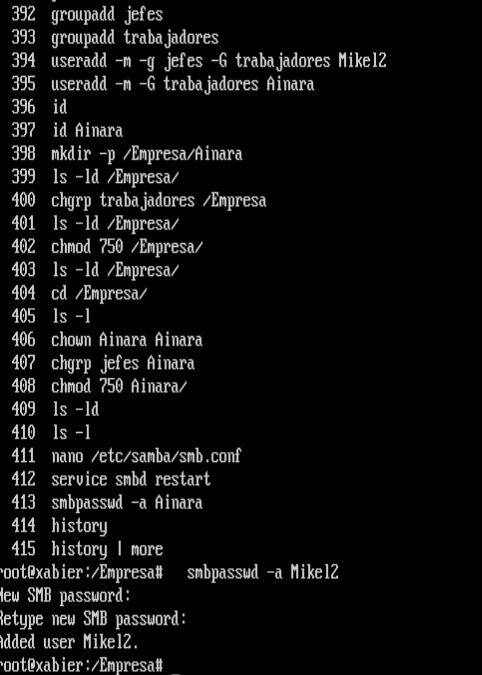 392 groupadd jefes
393 groupadd trabajadores
394 useradd -m -g jefes -G trabajadores Mikel2
395 useradd -m -G trabajadores Ainara
396 id
397 id Ainara
398 mkdir -p /Empresa/Ainara
399 ls -ld /Empresa/
400 chgrp trabajadores /Empresa
401 ls -ld /Empresa/
402 chmod 750 /Empresa/
403 ls -ld /Empresa/
404 cd /Empresa/
405 ls -l
406 chown Ainara Ainara
407 chgrp jefes Ainara
408 chmod 750 Ainara/
409 ls -ld
410 ls -l
411 nano /etc/samba/smb.conf
412 service smbd restart
413 smbpasswd -a Ainara
414 history
415 history | more
root@xabier:/Empresa# smbpasswd -a Mikel2
New SMB password:
Retype new SMB password:
Added user Mikel2.
root@xabier:/Empresa# _